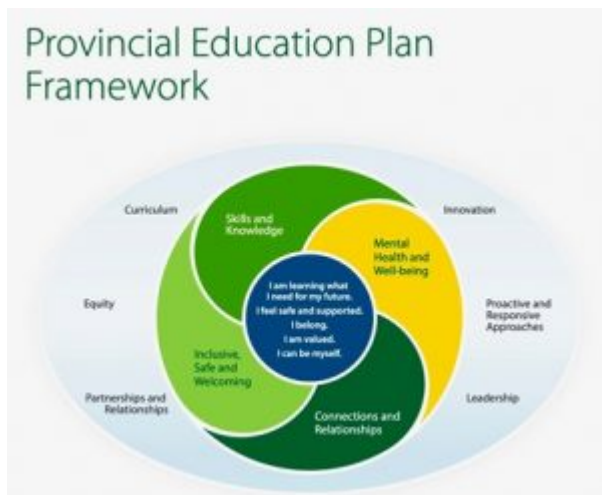 Provincial Education Plan
Framework
Curriculum
Innovation
Skills and
Knowledge
Mental
Health and
Well-being
I am learning what
I need for my future.
I feel safe and supported.
I belong.
I am valued.
I can be myself.
Equity
Proactive and
Responsive
Approaches
Inclusive,
Safe and
Welcoming
Partnerships and
Relationships
Connections and
Relationships
Leadership